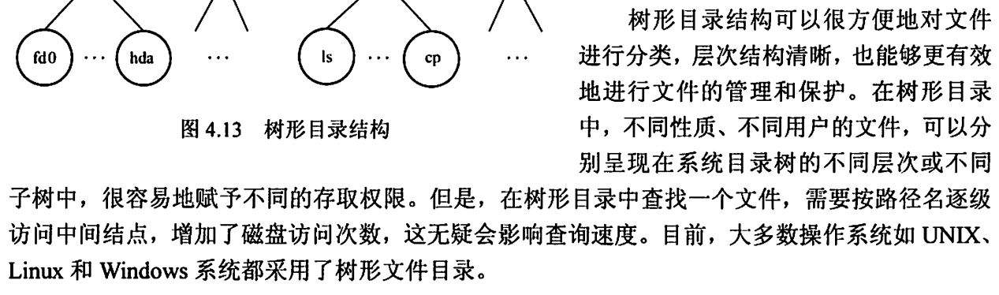 fd0 … hda … ls … cp …
图 4.13 树形目录结构
树形目录结构可以很方便地对文件
进行分类，层次结构清晰，也能够更有效
地进行文件的管理和保护。在树形目录
中，不同性质、不同用户的文件，可以分
别呈现在系统目录树的不同层次或不同
子树中，很容易地赋予不同的存取权限。但是，在树形目录中查找一个文件，需要按路径名逐级
访问中间结点，增加了磁盘访问次数，这无疑会影响查询速度。目前，大多数操作系统如 UNIX、
Linux 和 Windows 系统都采用了树形文件目录。